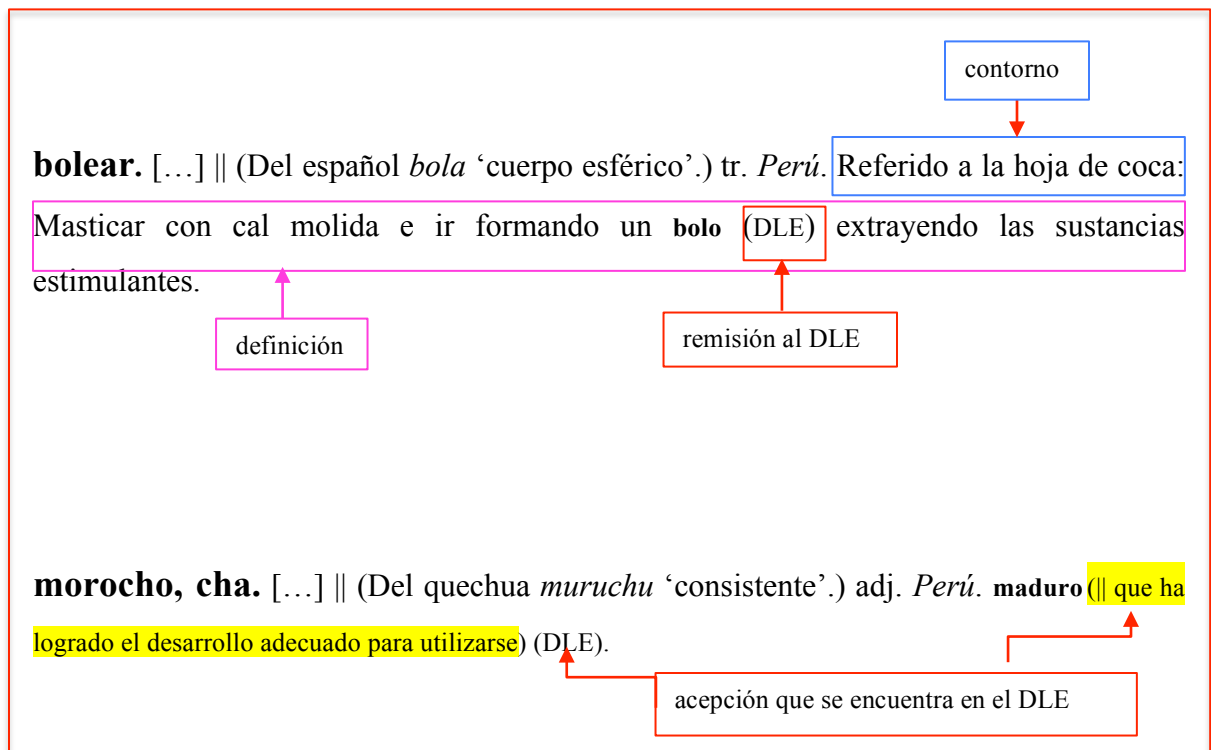 contorno
bolear. […] || (Del español bola ‘cuerpo esférico’.) tr. Perú. Referido a la hoja de coca:
Masticar con cal molida e ir formando un bolo (DLE) extrayendo las sustancias
estimulantes.
definición
remisión al DLE
morocho, cha. […] || (Del quechua muruchu ‘consistente’.) adj. Perú. maduro (|| que ha
logrado el desarrollo adecuado para utilizarse) (DLE).
acepción que se encuentra en el DLE